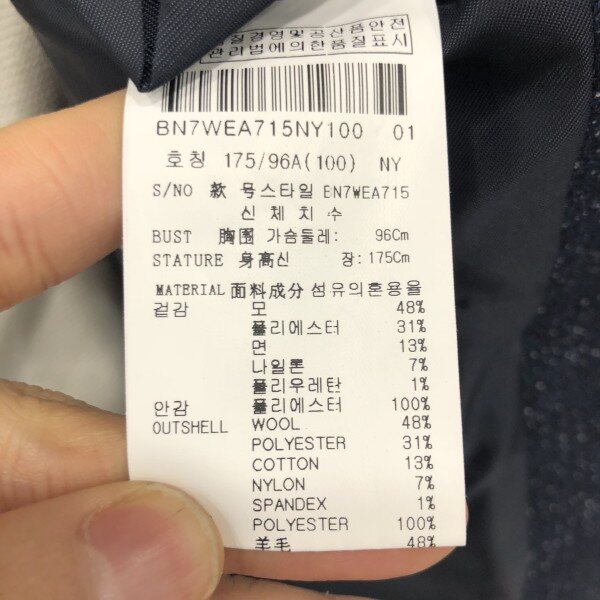 품질경영및공산품안전
관리법에의한품질표시
BN7WEA715NY100 01
호칭 175/96A(100) NY
S/NO 款 号스타일 EN7WEA715
신체치수
BUST 胸围 가슴둘레: 96Cm
STATURE 身高신 장: 175Cm
MATERIAL 面料成分 섬유의혼용율
겉감 모 48%
폴리에스터 31%
면 13%
나일론 7%
폴리우레탄 1%
안감 폴리에스터 100%
OUTSHELL WOOL 48%
POLYESTER 31%
COTTON 13%
NYLON 7%
SPANDEX 1%
POLYESTER 100%
羊毛 48%